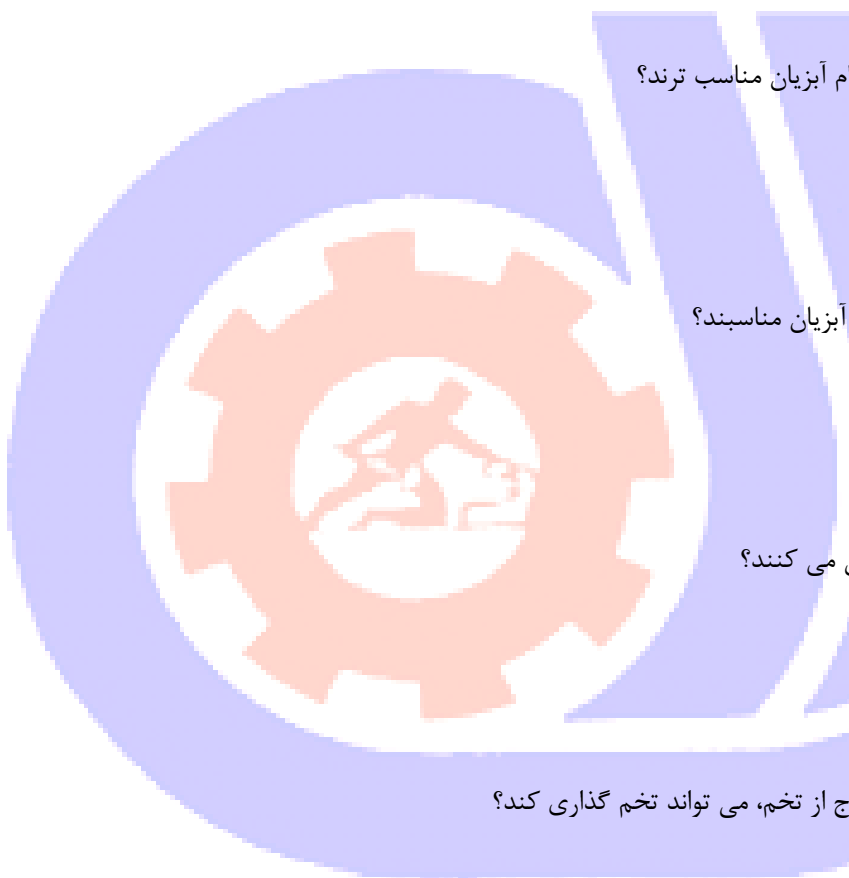 ام آبزیان مناسب ترند؟
آبزیان مناسبند؟
می کنند؟
ج از تخم، می تواند تخم گذاری کند؟